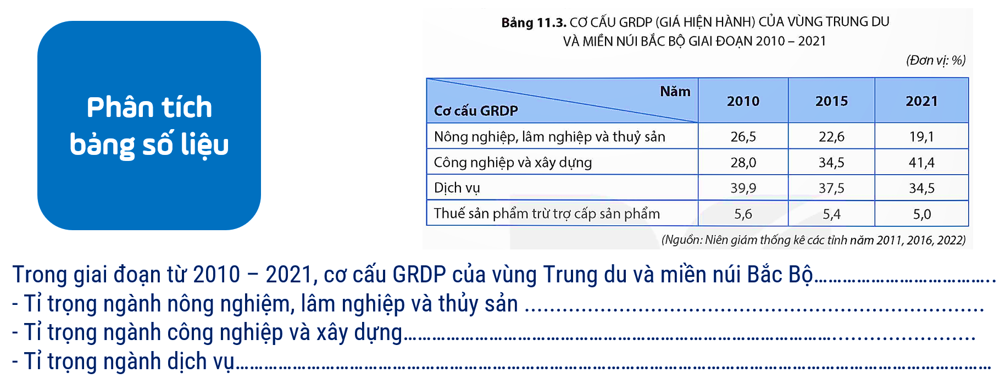 Phân tích
bảng số liệu
Bảng 11.3. CƠ CẤU GRDP (GIÁ HIỆN HÀNH) CỦA VÙNG TRUNG DU
VÀ MIỀN NÚI BẮC BỘ GIAI ĐOẠN 2010 – 2021
(Đơn vị: %)
Năm
Cơ cấu GRDP 2010 2015 2021
Nông nghiệp, lâm nghiệp và thuỷ sản 26,5 22,6 19,1
Công nghiệp và xây dựng 28,0 34,5 41,4
Dịch vụ 39,9 37,5 34,5
Thuế sản phẩm trừ trợ cấp sản phẩm 5,6 5,4 5,0
(Nguồn: Niên giám thống kê các tỉnh năm 2011, 2016, 2022)
Trong giai đoạn từ 2010 – 2021, cơ cấu GRDP của vùng Trung du và miền núi Bắc Bộ…………………………………..
- Tỉ trọng ngành nông nghiệm, lâm nghiệp và thủy sản ........................................................................
- Tỉ trọng ngành công nghiệp và xây dựng……………………………………………………………………………......................
- Tỉ trọng ngành dịch vụ………………………………………………………………………………………………………………………………